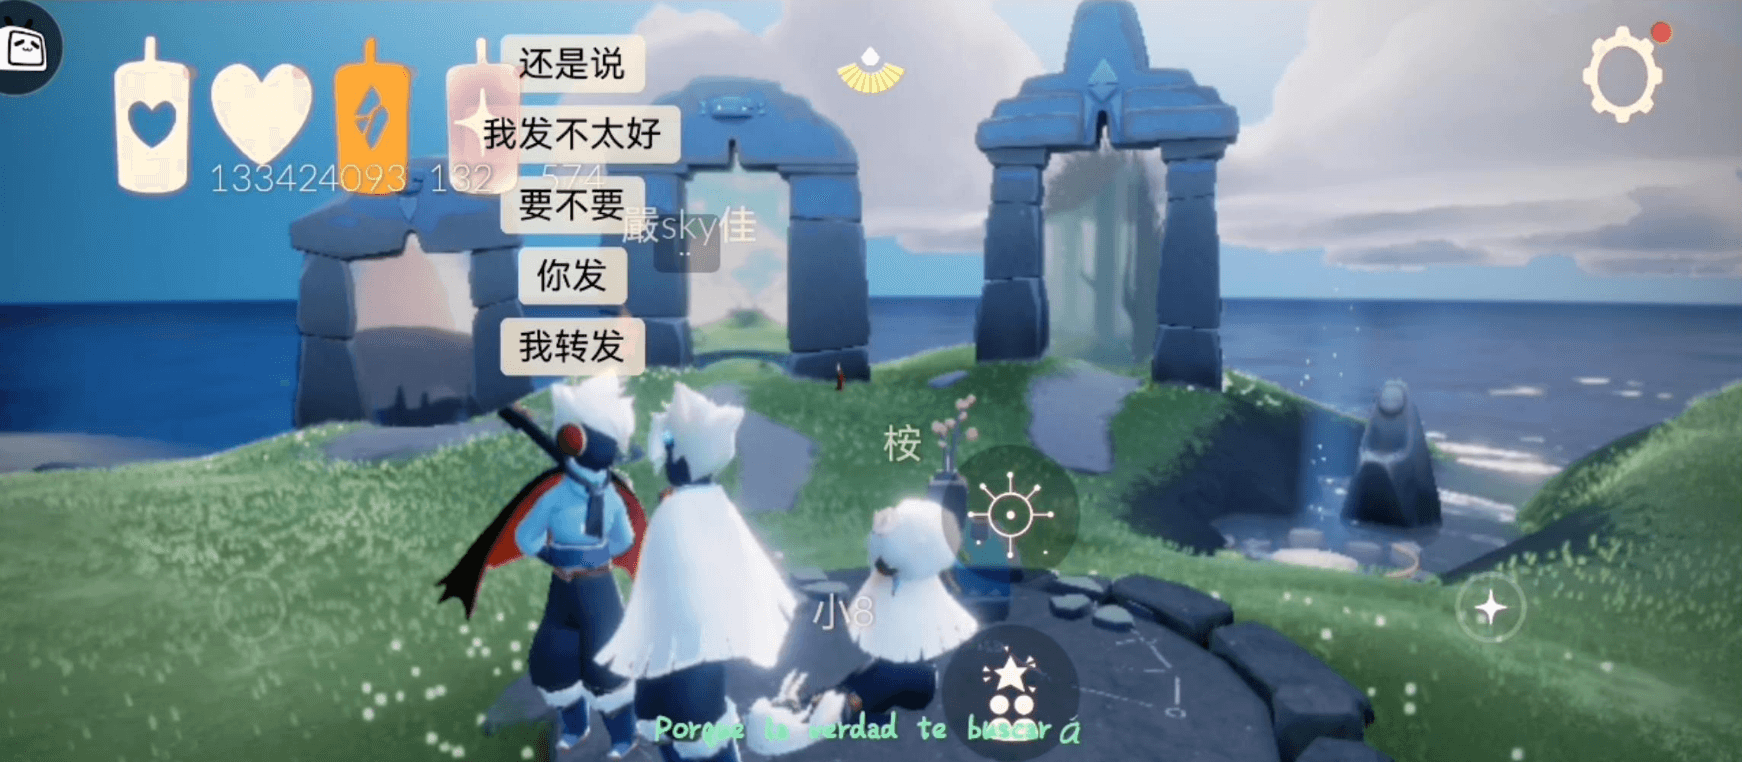 还是说
我发不太好
133424093 132 574
要不要
嚴sky佳
..
你发
我转发
桉
小8
Porque la verdad te buscará